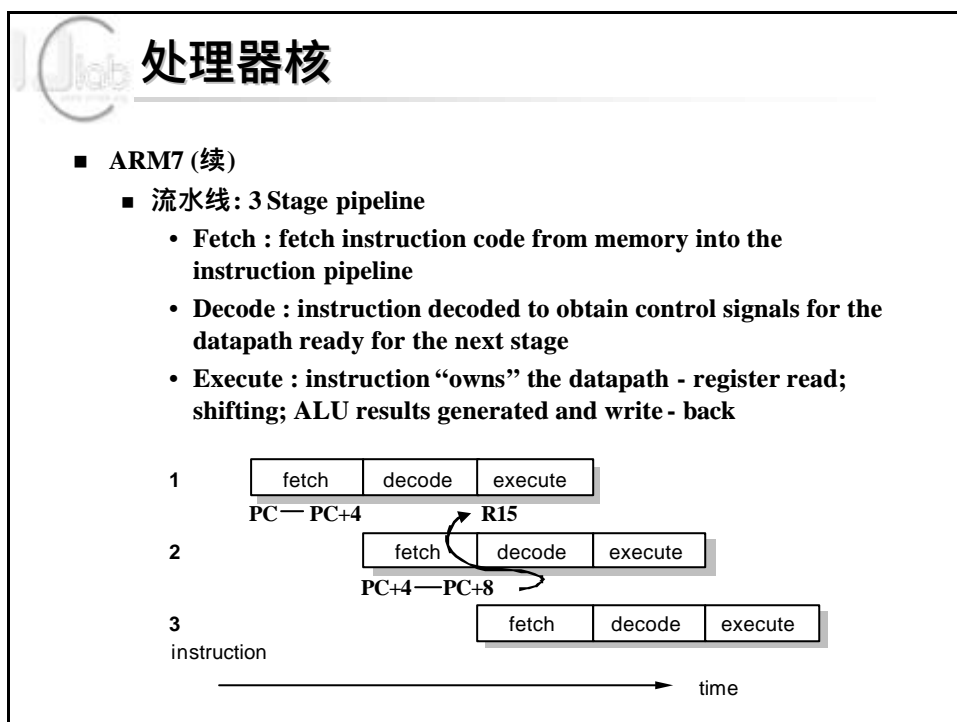 处理器核
■ ARM7 (续)
■ 流水线: 3 Stage pipeline
• Fetch : fetch instruction code from memory into the
instruction pipeline
• Decode : instruction decoded to obtain control signals for the
datapath ready for the next stage
• Execute : instruction “owns” the datapath - register read;
shifting; ALU results generated and write - back
1 fetch decode execute
PC — PC+4 R15
2 fetch decode execute
PC+4 — PC+8
3 fetch decode execute
instruction
time